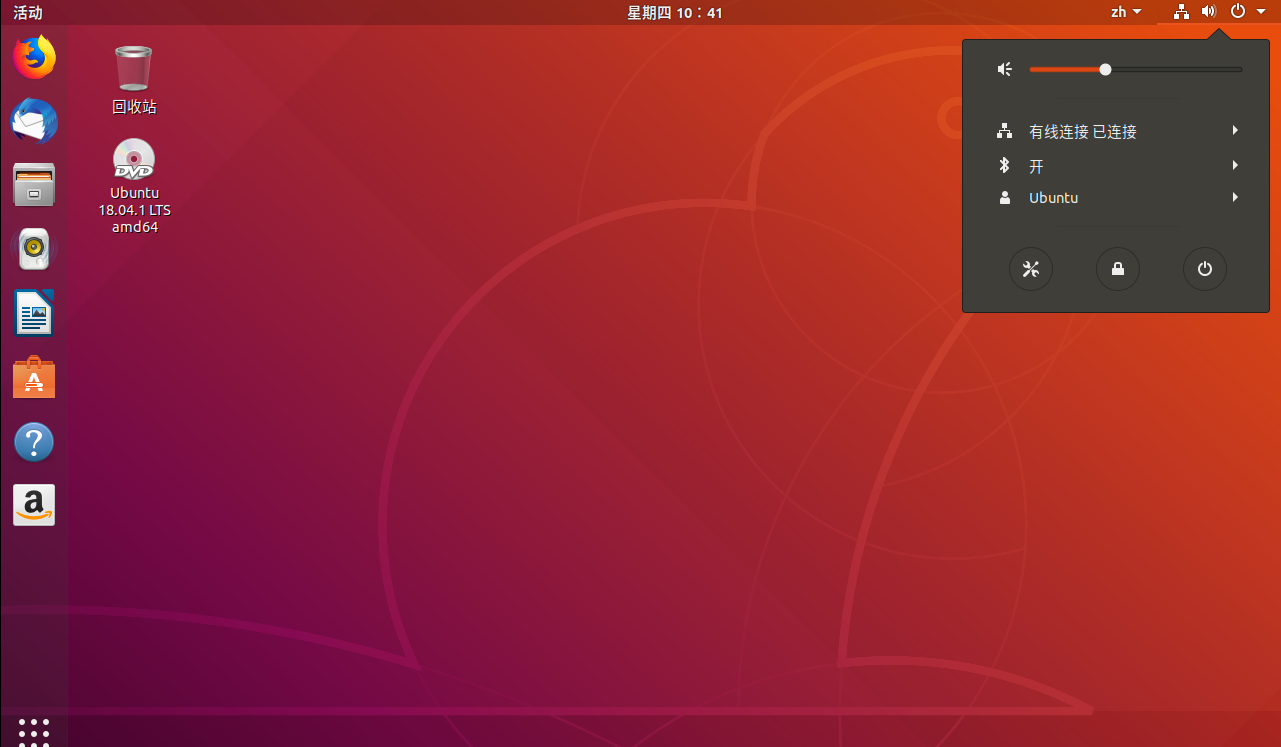 活动
星期四 10∶41
zh
回收站
Ubuntu
18.04.1 LTS
amd64
DVD
有线连接 已连接
开
Ubuntu
A
?
a